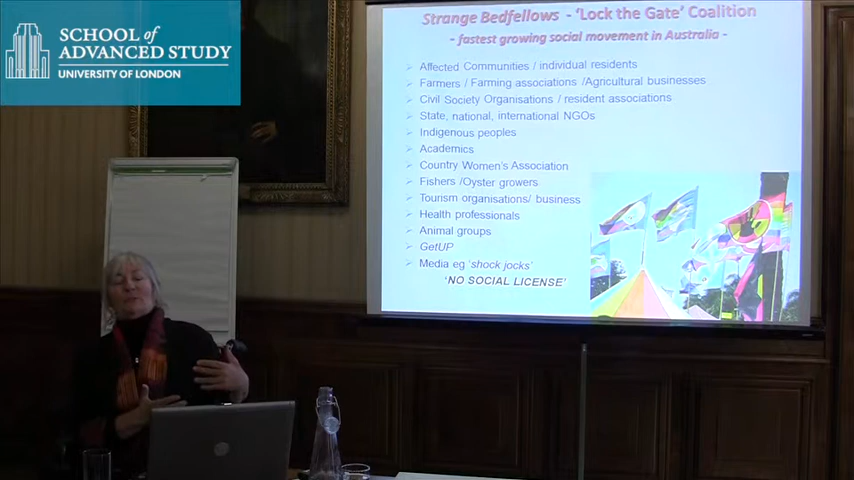 SCHOOL of
ADVANCED STUDY
UNIVERSITY OF LONDON
Strange Bedfellows - 'Lock the Gate' Coalition
- fastest growing social movement in Australia -
Affected Communities / individual residents
Farmers / Farming associations /Agricultural businesses
Civil Society Organisations / resident associations
State, national, international NGOs
Indigenous peoples
Academics
Country Women's Association
Fishers /Oyster growers
Tourism organisations/ business
Health professionals
Animal groups
GetUP
Media eg 'shock jocks'
'NO SOCIAL LICENSE'